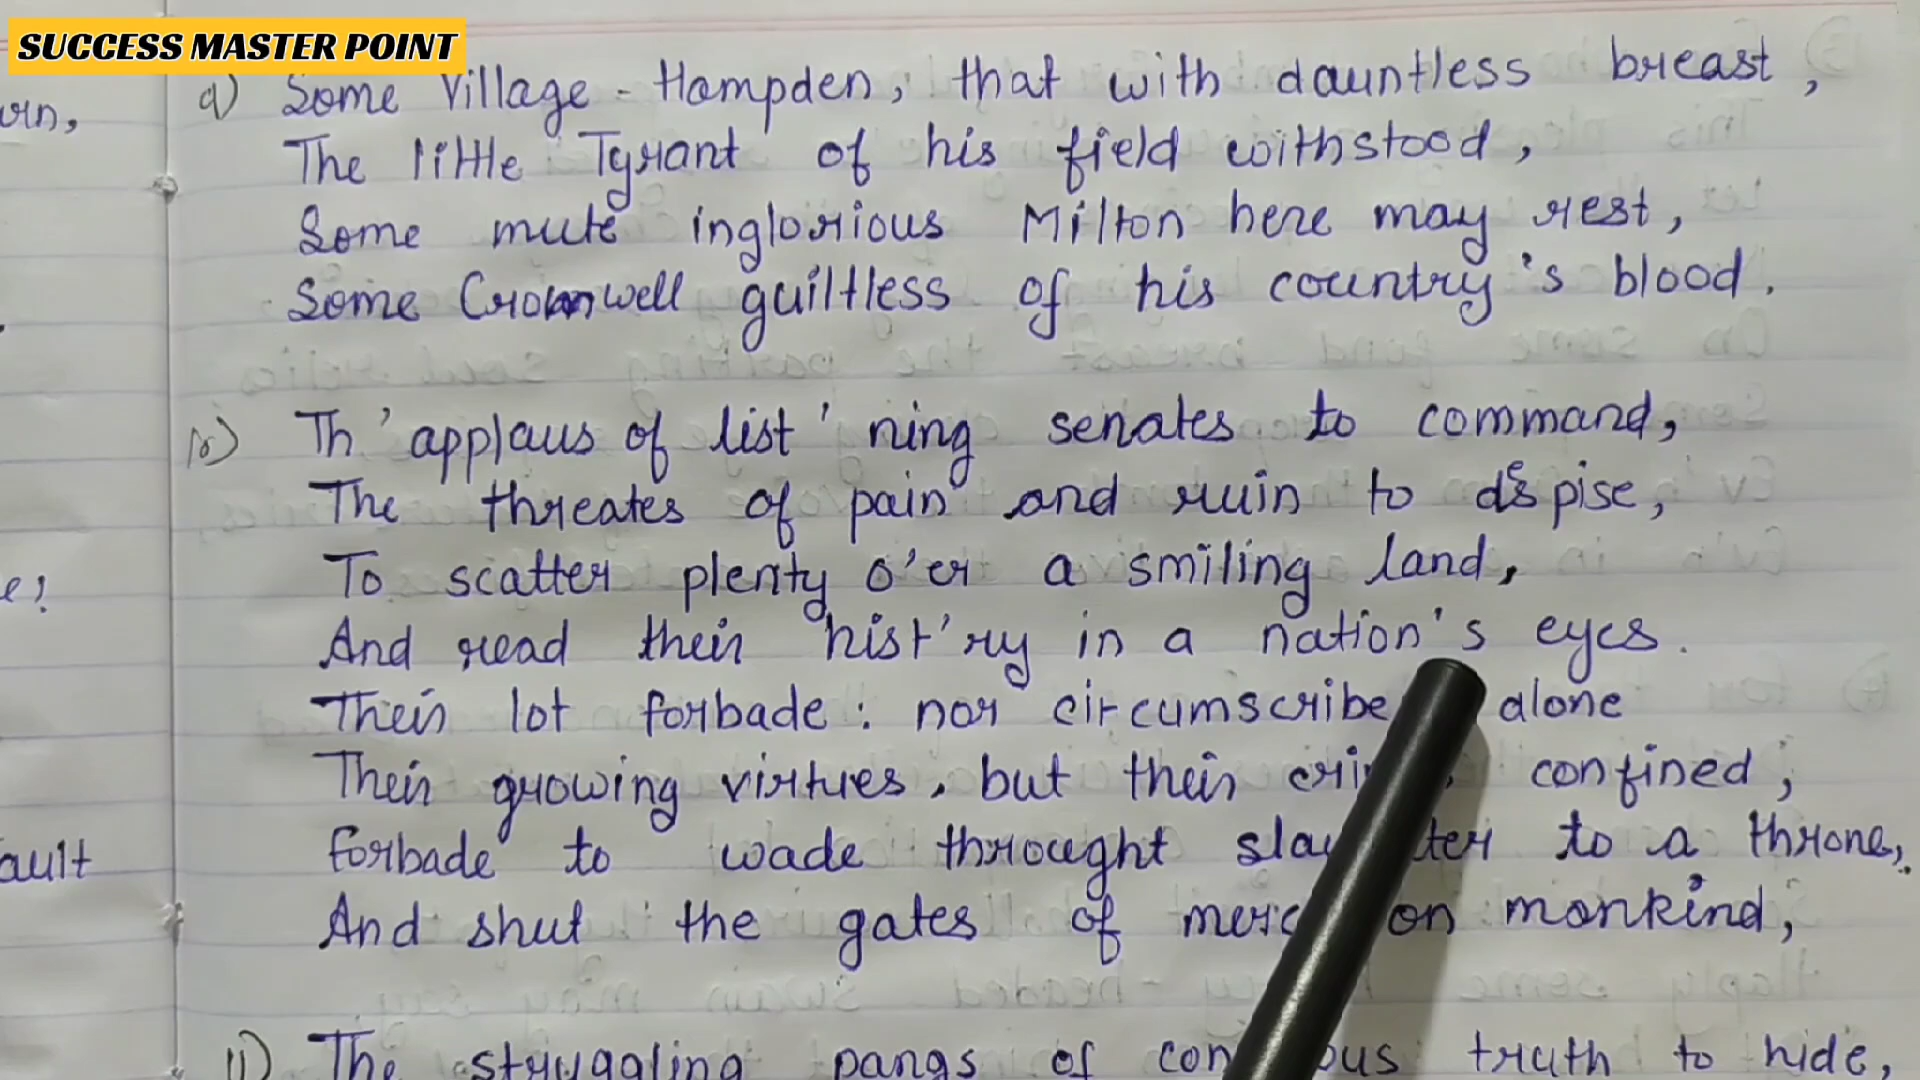 SUCCESS MASTER POINT
urn,
9) Some Village - Hampden, that with dauntless breast,
The little Tyrant of his field withstood,
Some mute inglorious Milton here may rest,
Some Cromwell guiltless of his country's blood.
10) Th' applaus of list'ning senates to command,
The threates of pain and ruin to despise,
To scatter plenty o'er a smiling land,
e!
And read their hist'ry in a nation's eyes.
Their lot forbade: nor circumscribe alone
Their growing virtues, but their confined;
ault
Forbade to wade throught to a throne,
And shut the gates of on mankind,
11) The struggling pangs of truth to hide,